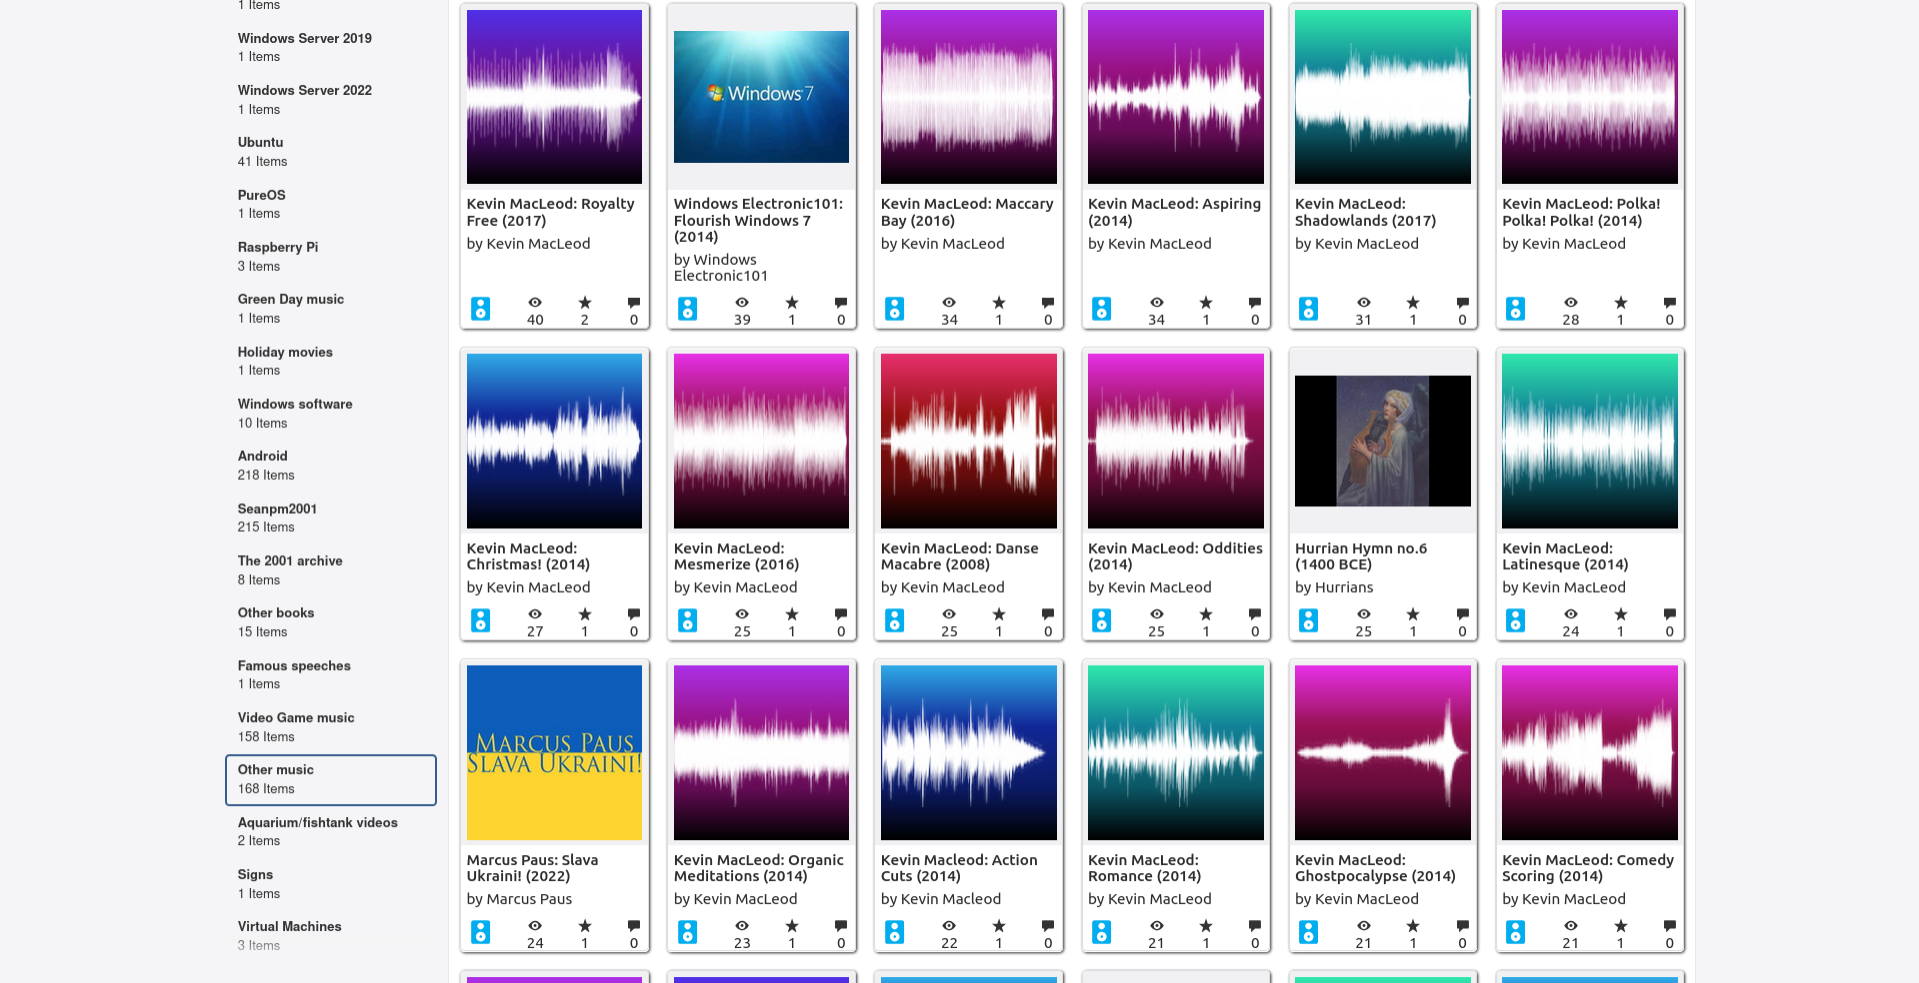 1 Items
Windows Server 2019
1 Items
Windows Server 2022
1 Items
Ubuntu
41 Items
PureOS
1 Items
Raspberry Pi
3 Items
Green Day music
1 Items
Holiday movies
1 Items
Windows software
10 Items
Android
218 Items
Seanpm2001
215 Items
The 2001 archive
8 Items
Other books
15 Items
Famous speeches
1 Items
Video Game music
158 Items
Other music
168 Items
Aquarium/fishtank videos
2 Items
Signs
1 Items
Virtual Machines
3 Items
Kevin MacLeod: Royalty
Free (2017)
by Kevin MacLeod
40 2 0
Windows 7
Windows Electronic101:
Flourish Windows 7
(2014)
by Windows
Electronic101
39 1 0
Kevin MacLeod: Maccary
Bay (2016)
by Kevin MacLeod
34 1 0
Kevin MacLeod: Aspiring
(2014)
by Kevin MacLeod
34 1 0
Kevin MacLeod:
Shadowlands (2017)
by Kevin MacLeod
31 1 0
Kevin MacLeod: Polka!
Polka! Polka! (2014)
by Kevin MacLeod
28 1 0
Kevin MacLeod:
Christmas! (2014)
by Kevin MacLeod
27 1 0
Kevin MacLeod:
Mesmerize (2016)
by Kevin MacLeod
25 1 0
Kevin MacLeod: Danse
Macabre (2008)
by Kevin MacLeod
25 1 0
Kevin MacLeod: Oddities
(2014)
by Kevin MacLeod
25 1 0
Hurrian Hymn no.6
(1400 BCE)
by Hurrians
25 1 0
Kevin MacLeod:
Latinesque (2014)
by Kevin MacLeod
24 1 0
MARCUS PAUS
SLAVA UKRAINI!
Marcus Paus: Slava
Ukraini! (2022)
by Marcus Paus
24 1 0
Kevin MacLeod: Organic
Meditations (2014)
by Kevin MacLeod
23 1 0
Kevin Macleod: Action
Cuts (2014)
by Kevin Macleod
22 1 0
Kevin MacLeod:
Romance (2014)
by Kevin MacLeod
21 1 0
Kevin MacLeod:
Ghostpocalypse (2014)
by Kevin MacLeod
21 1 0
Kevin MacLeod: Comedy
Scoring (2014)
by Kevin MacLeod
21 1 0